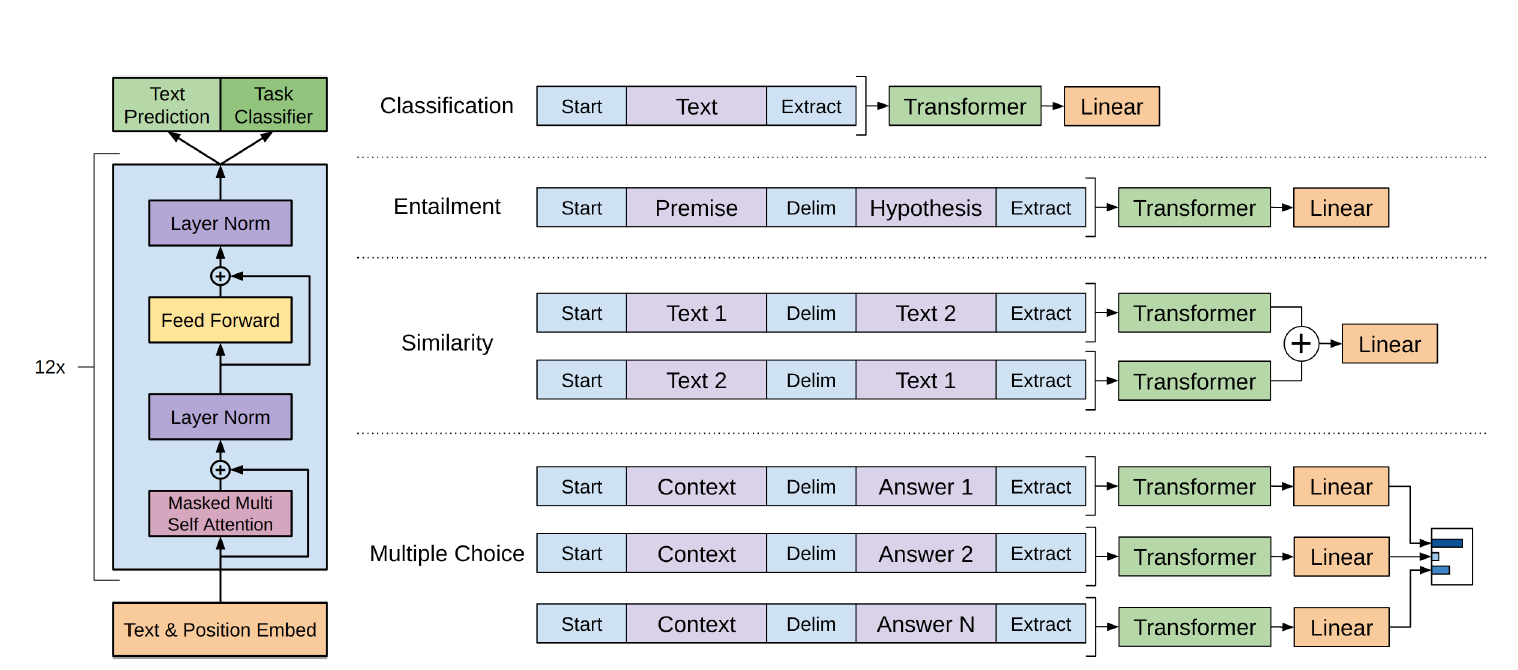 Text
Prediction
Task
Classifier
Layer Norm
Feed Forward
12x
Layer Norm
Masked Multi
Self Attention
Text & Position Embed
Classification
Start Text Extract Transformer Linear
Entailment
Start Premise Delim Hypothesis Extract Transformer Linear
Similarity
Start Text 1 Delim Text 2 Extract Transformer
Start Text 2 Delim Text 1 Extract Transformer
Linear
Multiple Choice
Start Context Delim Answer 1 Extract Transformer Linear
Start Context Delim Answer 2 Extract Transformer Linear
Start Context Delim Answer N Extract Transformer Linear